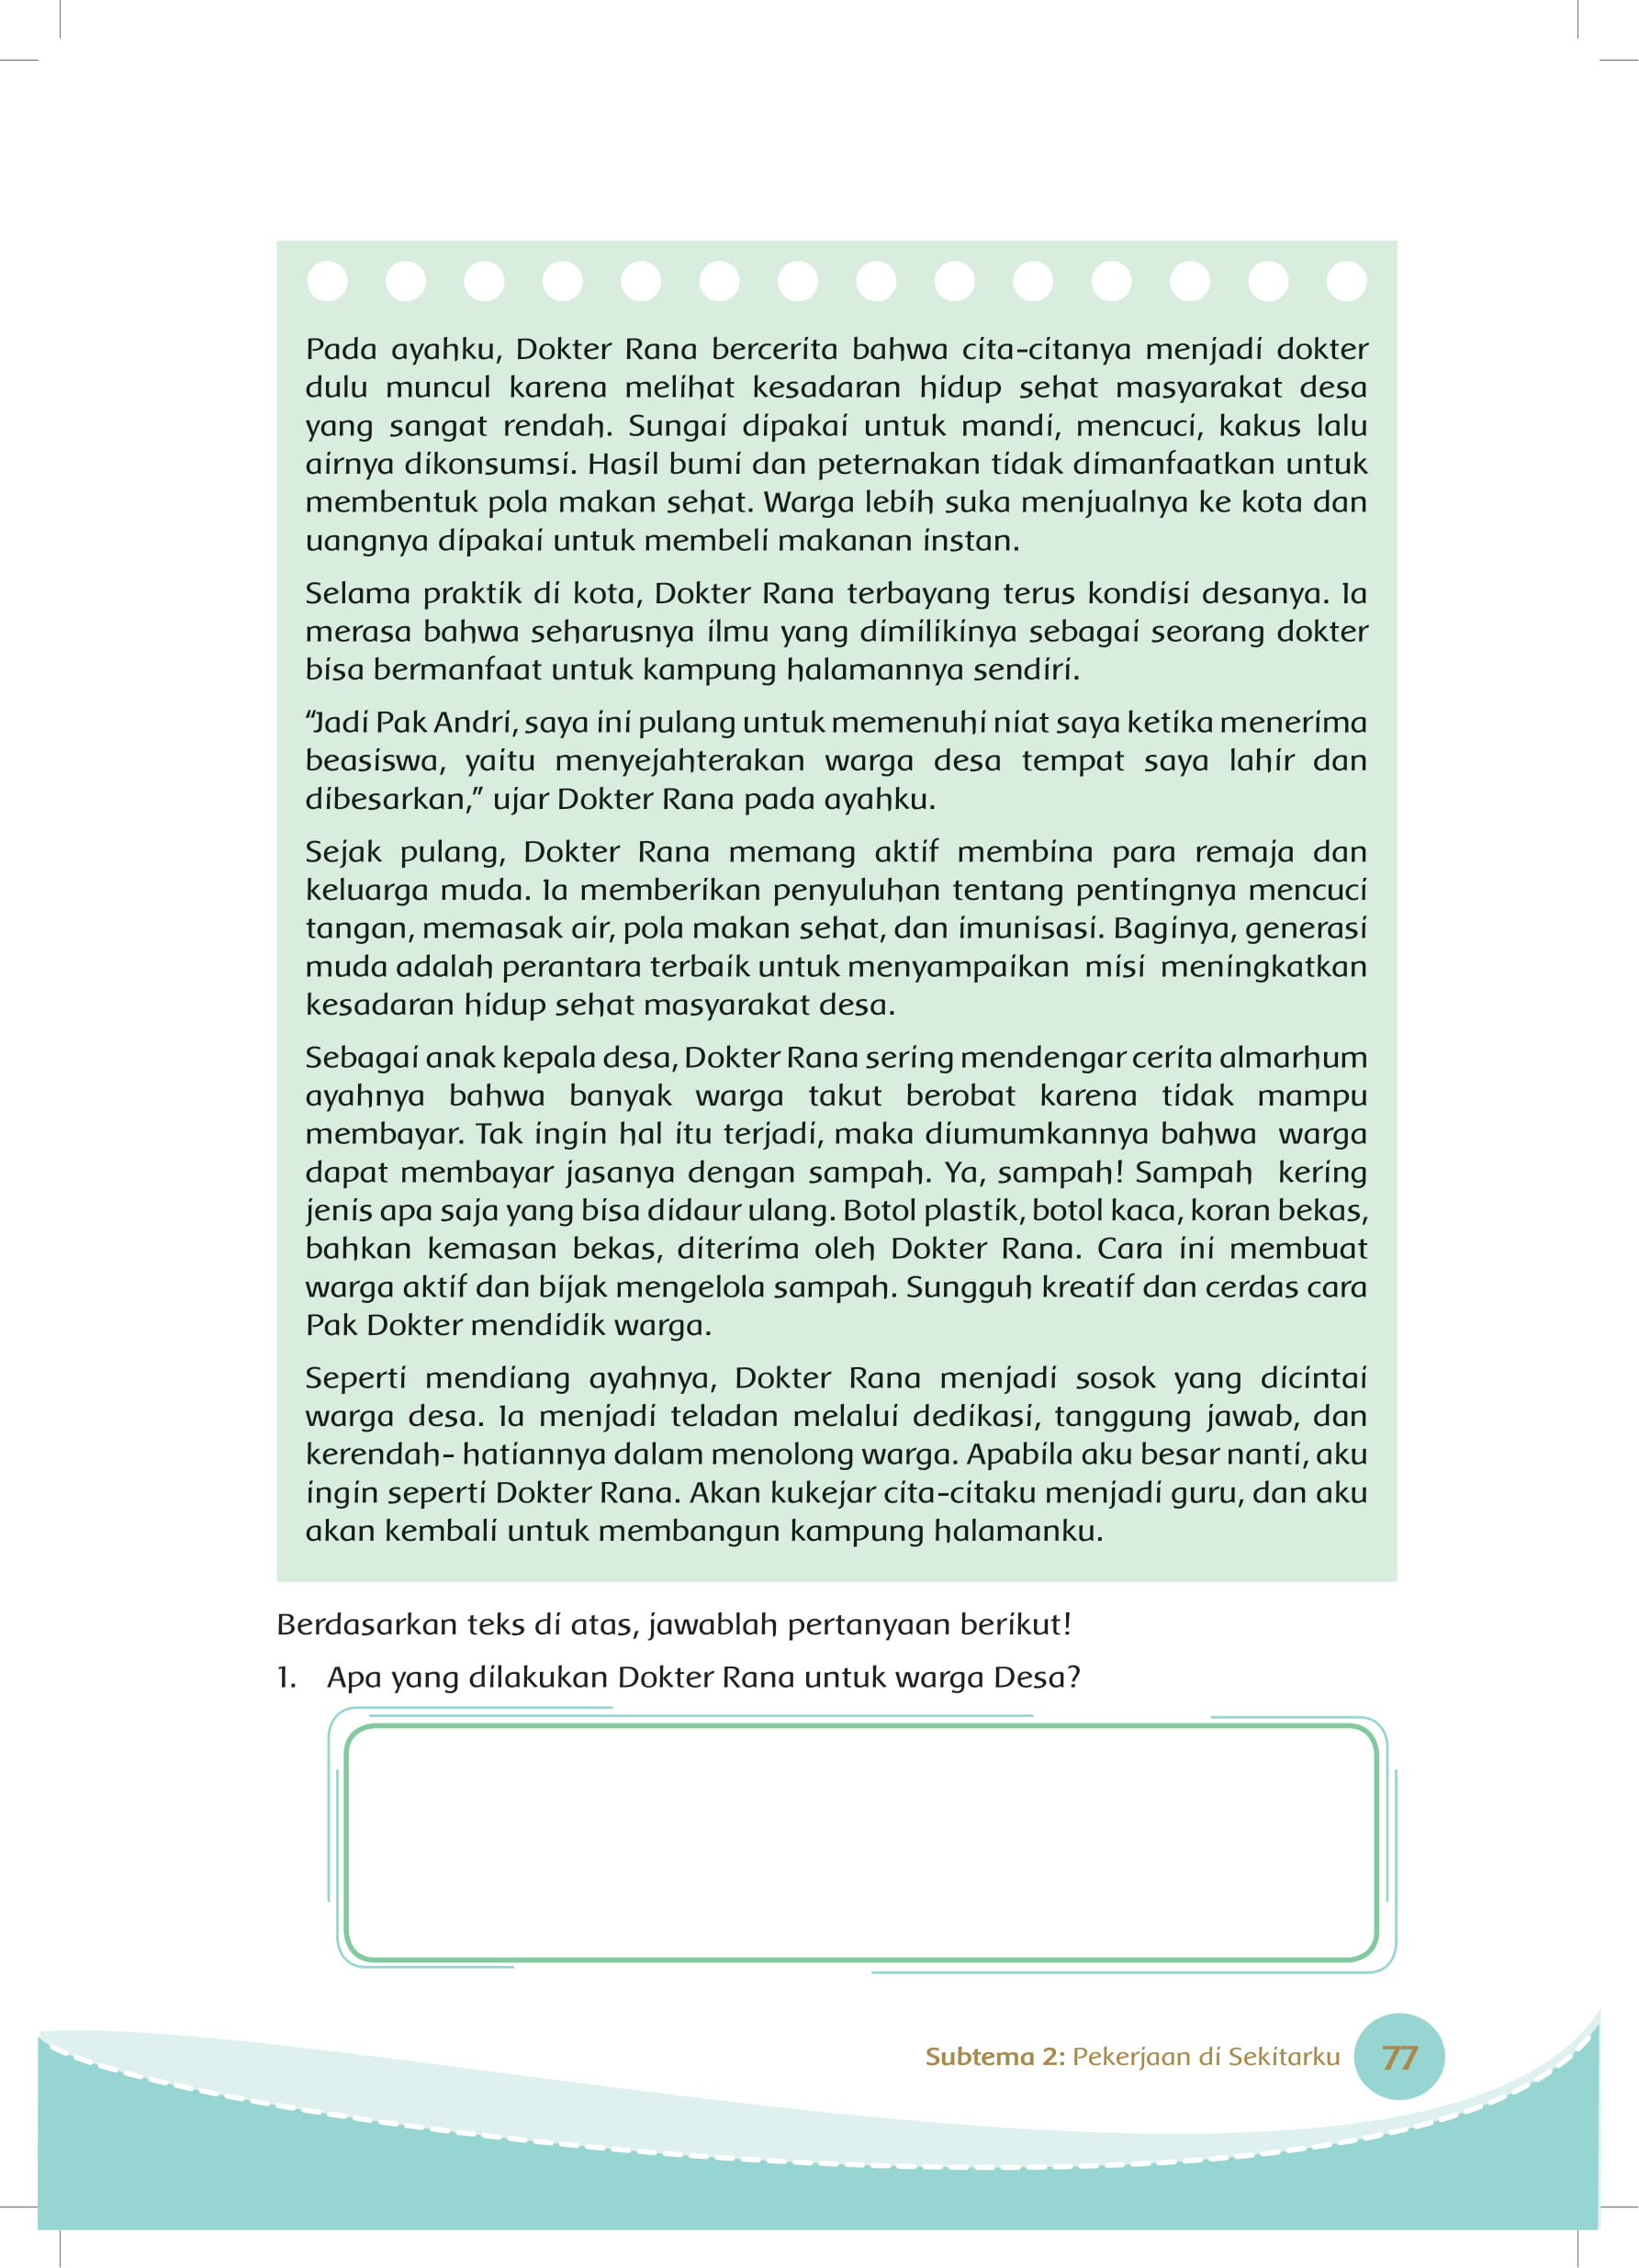 Pada ayahku, Dokter Rana bercerita bahwa cita-citanya menjadi dokter
dulu muncul karena melihat kesadaran hidup sehat masyarakat desa
yang sangat rendah. Sungai dipakai untuk mandi, mencuci, kakus lalu
airnya dikonsumsi. Hasil bumi dan peternakan tidak dimanfaatkan untuk
membentuk pola makan sehat. Warga lebih suka menjualnya ke kota dan
uangnya dipakai untuk membeli makanan instan.
Selama praktik di kota, Dokter Rana terbayang terus kondisi desanya. Ia
merasa bahwa seharusnya ilmu yang dimilikinya sebagai seorang dokter
bisa bermanfaat untuk kampung halamannya sendiri.
“Jadi Pak Andri, saya ini pulang untuk memenuhi niat saya ketika menerima
beasiswa, yaitu menyejahterakan warga desa tempat saya lahir dan
dibesarkan,” ujar Dokter Rana pada ayahku.
Sejak pulang, Dokter Rana memang aktif membina para remaja dan
keluarga muda. Ia memberikan penyuluhan tentang pentingnya mencuci
tangan, memasak air, pola makan sehat, dan imunisasi. Baginya, generasi
muda adalah perantara terbaik untuk menyampaikan misi meningkatkan
kesadaran hidup sehat masyarakat desa.
Sebagai anak kepala desa, Dokter Rana sering mendengar cerita almarhum
ayahnya bahwa banyak warga takut berobat karena tidak mampu
membayar. Tak ingin hal itu terjadi, maka diumumkannya bahwa warga
dapat membayar jasanya dengan sampah. Ya, sampah! Sampah kering
jenis apa saja yang bisa didaur ulang. Botol plastik, botol kaca, koran bekas,
bahkan kemasan bekas, diterima oleh Dokter Rana. Cara ini membuat
warga aktif dan bijak mengelola sampah. Sungguh kreatif dan cerdas cara
Pak Dokter mendidik warga.
Seperti mendiang ayahnya, Dokter Rana menjadi sosok yang dicintai
warga desa. Ia menjadi teladan melalui dedikasi, tanggung jawab, dan
kerendah- hatiannya dalam menolong warga. Apabila aku besar nanti, aku
ingin seperti Dokter Rana. Akan kukejar cita-citaku menjadi guru, dan aku
akan kembali untuk membangun kampung halamanku.
Berdasarkan teks di atas, jawablah pertanyaan berikut!
1. Apa yang dilakukan Dokter Rana untuk warga Desa?
Subtema 2: Pekerjaan di Sekitarku 77